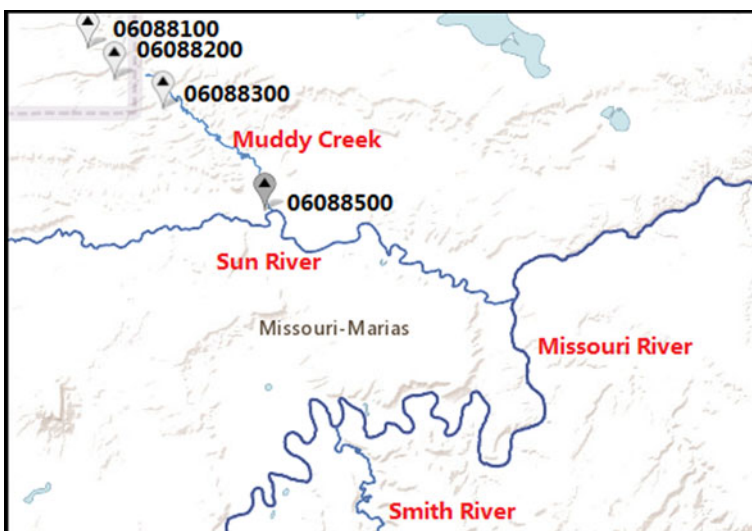 06088100
06088200
06088300
Muddy Creek
06088500
Sun River
Missouri-Marias
Missouri River
Smith River